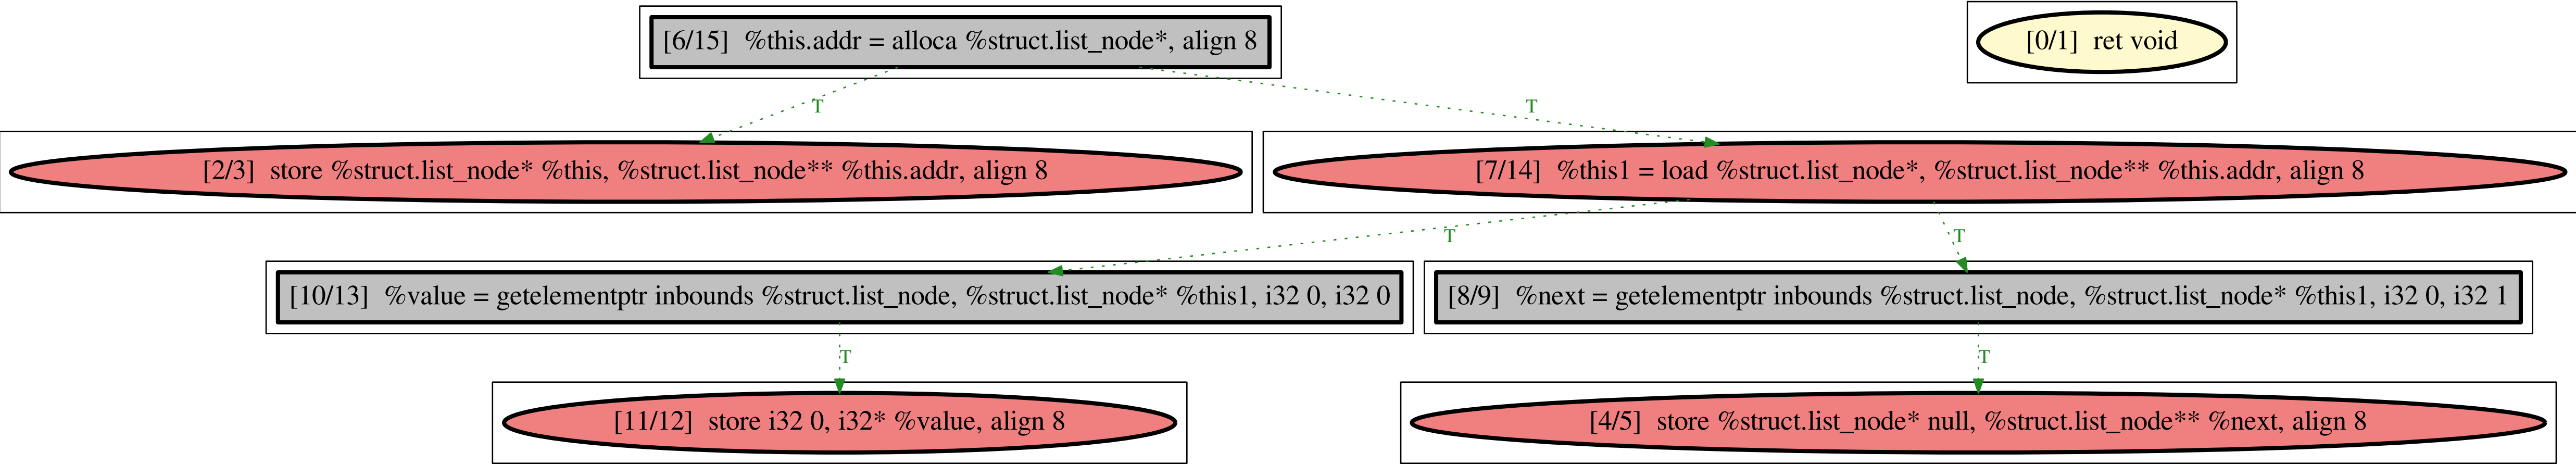 [6/15] %this.addr = alloca %struct.list_node*, align 8
[0/1] ret void
T
T
[2/3] store %struct.list_node* %this, %struct.list_node** %this.addr, align 8
[7/14] %this1 = load %struct.list_node*, %struct.list_node** %this.addr, align 8
T
T
[10/13] %value = getelementptr inbounds %struct.list_node, %struct.list_node* %this1, i32 0, i32 0
[8/9] %next = getelementptr inbounds %struct.list_node, %struct.list_node* %this1, i32 0, i32 1
T
T
[11/12] store i32 0, i32* %value, align 8
[4/5] store %struct.list_node* null, %struct.list_node** %next, align 8